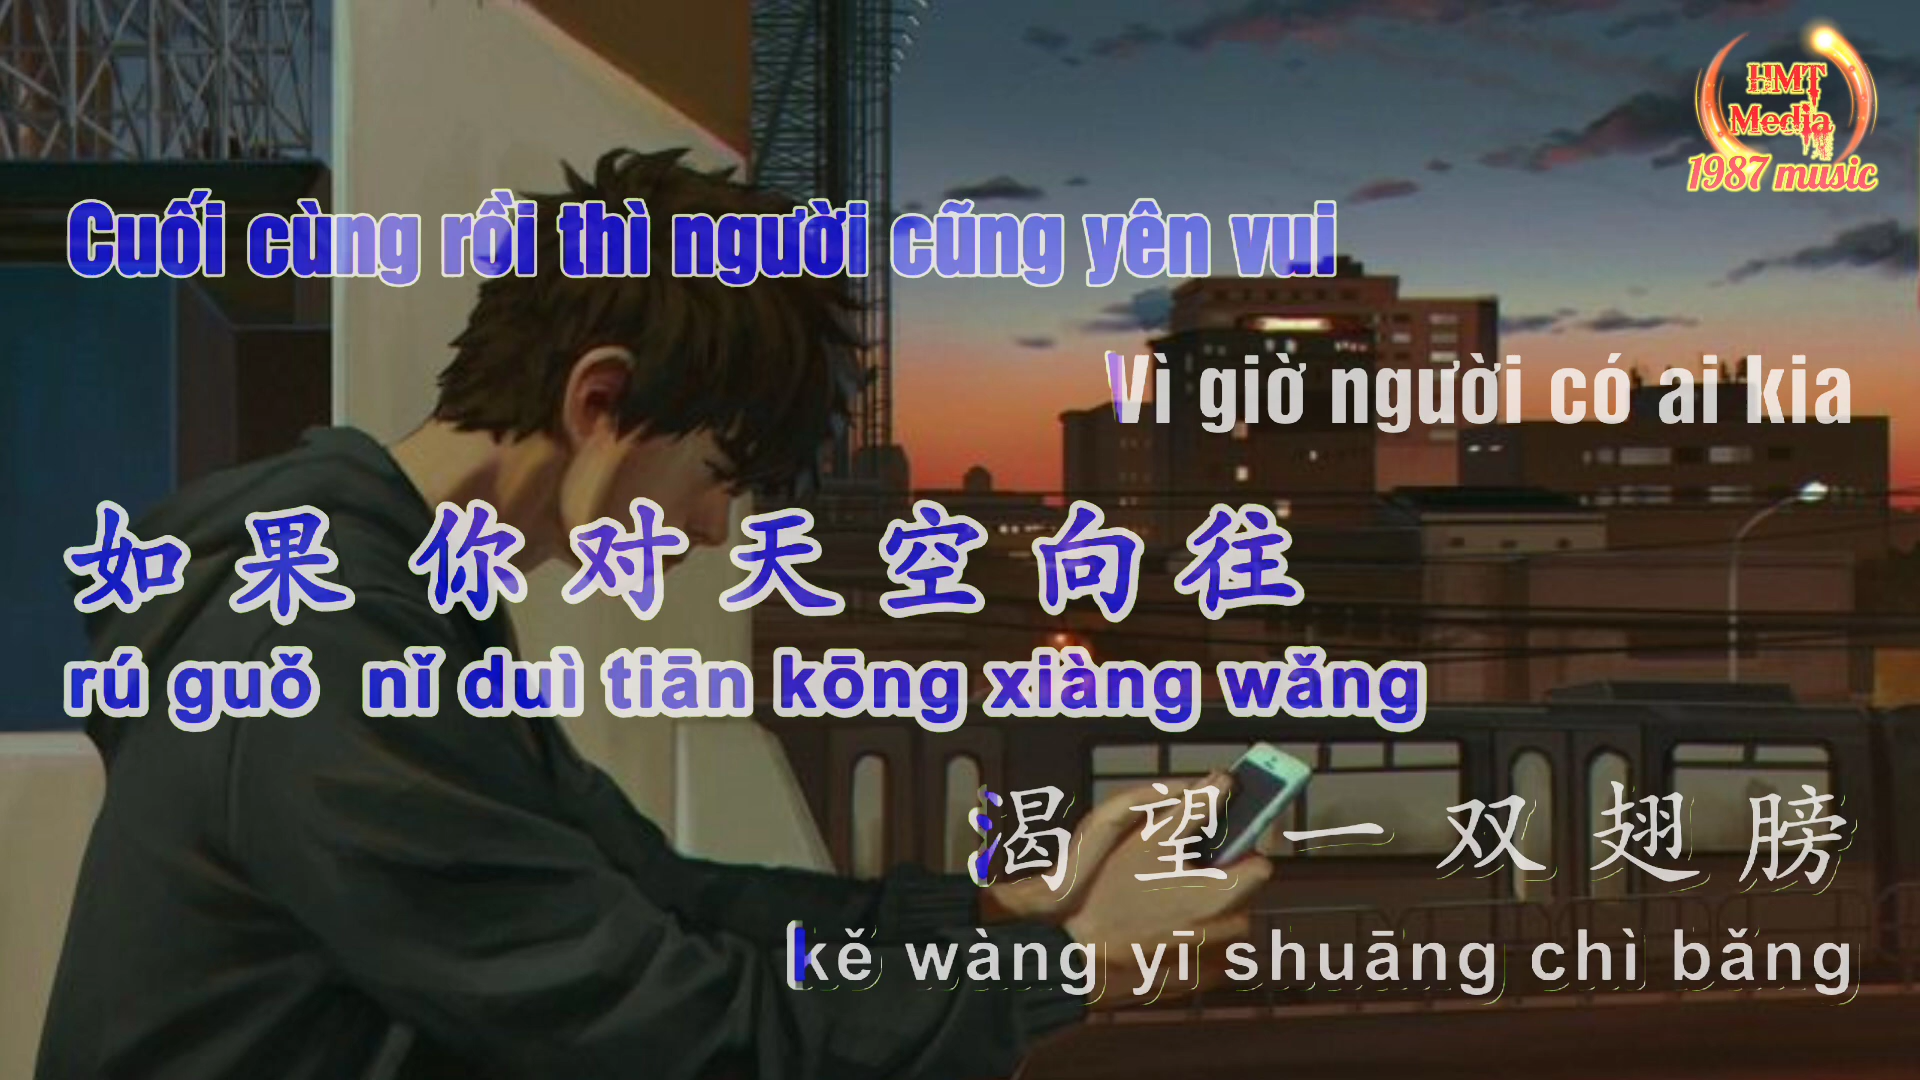 HMT
Media
1987 music
Cuối cùng rồi thì người cũng yên vui
Vì giờ người có ai kia
如果 你对天空向往
rú guǒ nǐ duì tiān kōng xiàng wǎng
渴望一双翅膀
kě wàng yī shuāng chì bǎng